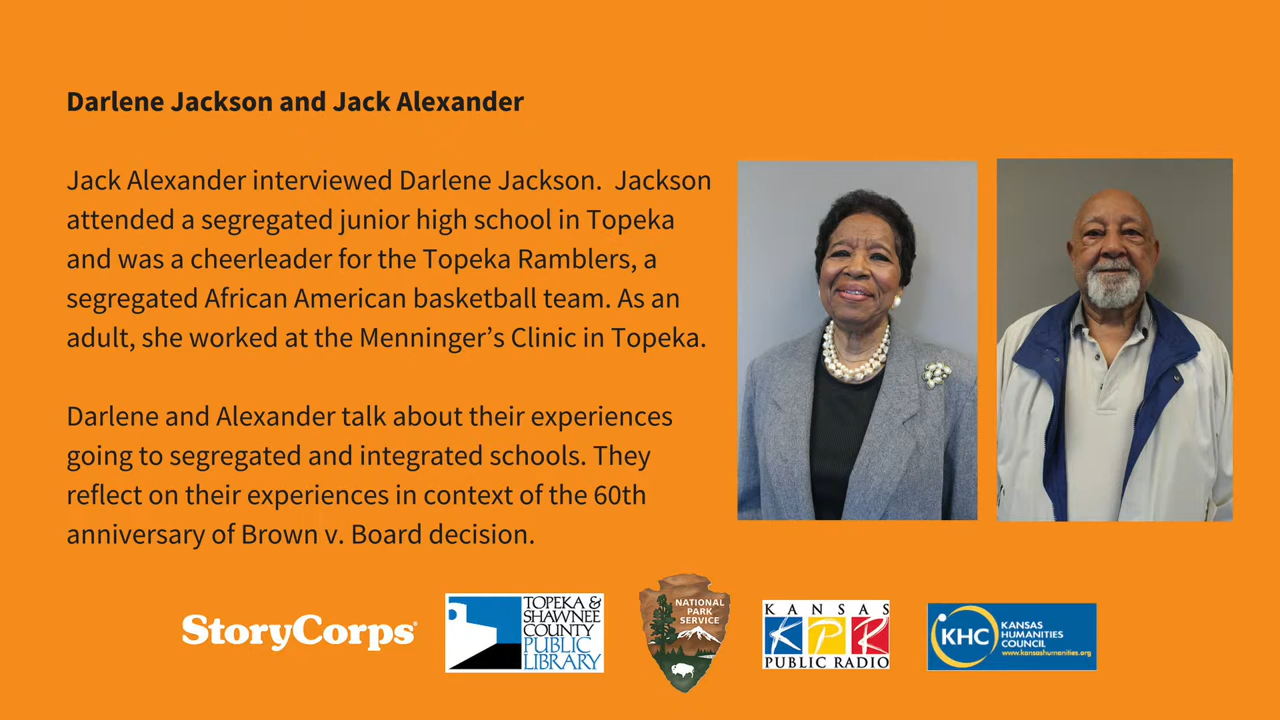 Darlene Jackson and Jack Alexander
Jack Alexander interviewed Darlene Jackson.  Jackson
attended a segregated junior high school in Topeka
and was a cheerleader for the Topeka Ramblers, a
segregated African American basketball team. As an
adult, she worked at the Menninger’s Clinic in Topeka.
Darlene and Alexander talk about their experiences
going to segregated and integrated schools. They
reflect on their experiences in context of the 60th
anniversary of Brown v. Board decision.
StoryCorps®
TOPEKA &
SHAWNEE
COUNTY
PUBLIC
LIBRARY
NATIONAL
PARK
SERVICE
KANSAS
KPR
PUBLIC RADIO
KHC
KANSAS
HUMANITIES
COUNCIL
www.kansashumanities.org